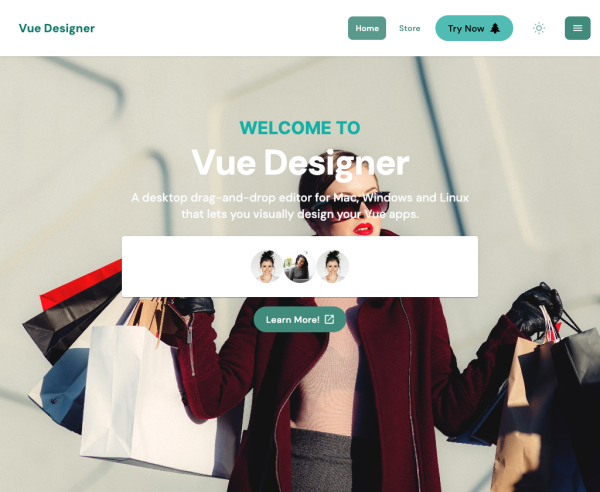 Vue Designer
Home
Store
Try Now
WELCOME TO
Vue Designer
A desktop drag-and-drop editor for Mac, Windows and Linux
that lets you visually design your Vue apps.
Learn More!